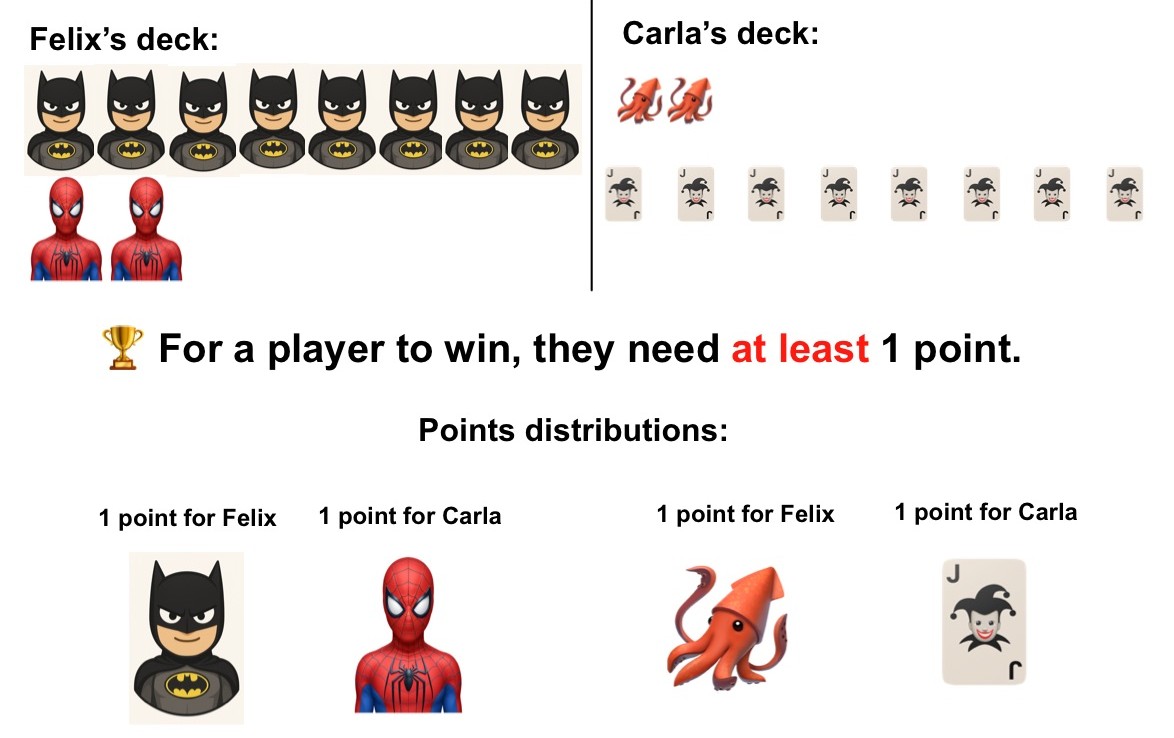 Felix’s deck:
Carla’s deck:
J J J J J J J J
J J J J J J J J
🏆 For a player to win, they need at least 1 point.
Points distributions:
1 point for Felix
1 point for Carla
1 point for Felix
1 point for Carla
J
J